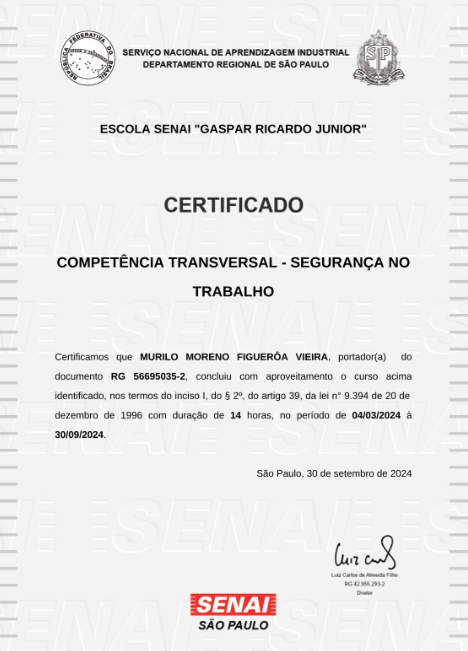 REPÚBLICA FEDERATIVA DO BRASIL
SERVIÇO NACIONAL DE APRENDIZAGEM INDUSTRIAL
DEPARTAMENTO REGIONAL DE SÃO PAULO
SP
ESCOLA SENAI "GASPAR RICARDO JUNIOR"
CERTIFICADO
COMPETÊNCIA TRANSVERSAL - SEGURANÇA NO
TRABALHO
Certificamos que MURILO MORENO FIGUERÔA VIEIRA, portador(a) do
documento RG 56695035-2, concluiu com aproveitamento o curso acima
identificado, nos termos do inciso I, do § 2º, do artigo 39, da lei n° 9.394 de 20 de
dezembro de 1996 com duração de 14 horas, no período de 04/03/2024 à
30/09/2024.
São Paulo, 30 de setembro de 2024
Luiz Carlos de Almeida Filho
RG 42.955.293-2
Diretor
SENAI
SÃO PAULO